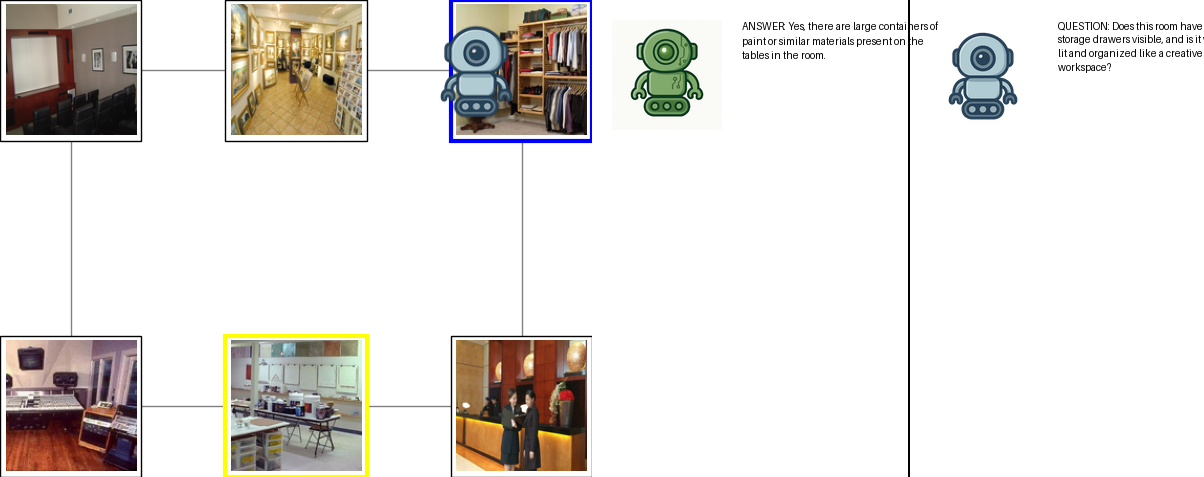 ANSWER: Yes, there are large containers of
paint or similar materials present on the
tables in the room.
QUESTION: Does this room have
storage drawers visible, and is it
lit and organized like a creative
workspace?